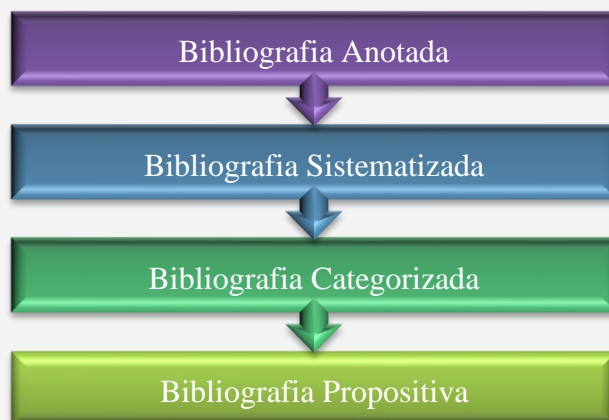 Bibliografia Anotada
Bibliografia Sistematizada
Bibliografia Categorizada
Bibliografia Propositiva